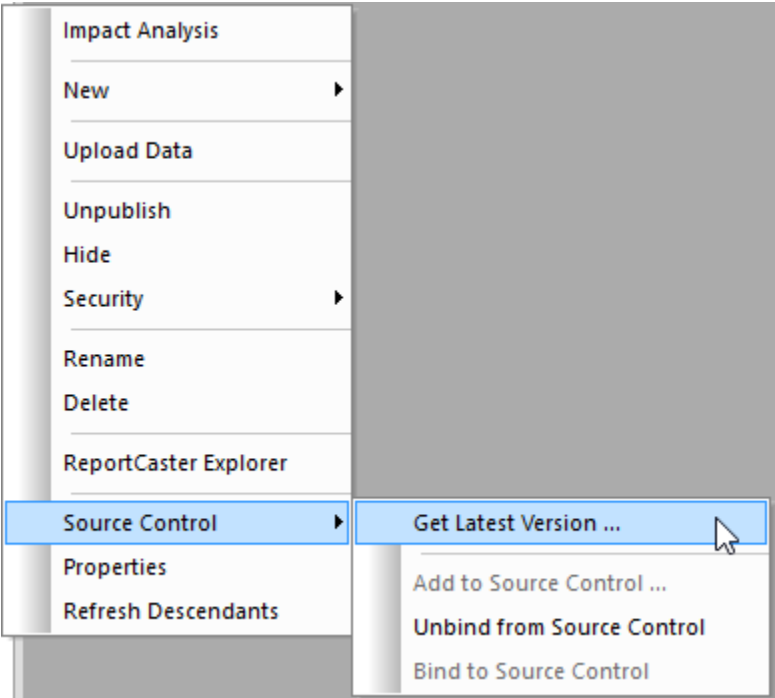 Impact Analysis
New
Upload Data
Unpublish
Hide
Security
Rename
Delete
ReportCaster Explorer
Source Control
Properties
Refresh Descendants
Get Latest Version ...
Add to Source Control ...
Unbind from Source Control
Bind to Source Control